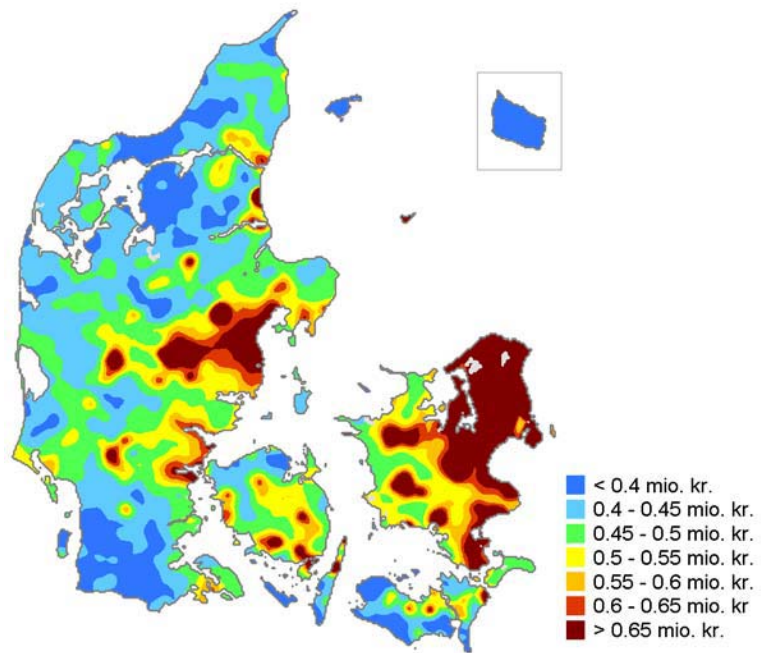 < 0.4 mio. kr.
0.4 - 0.45 mio. kr.
0.45 - 0.5 mio. kr.
0.5 - 0.55 mio. kr.
0.55 - 0.6 mio. kr.
0.6 - 0.65 mio. kr
> 0.65 mio. kr.